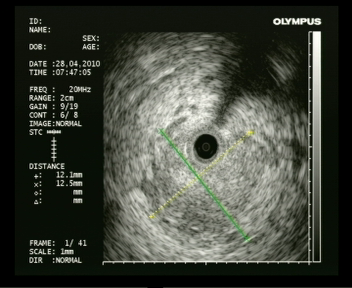 ID:
OLYMPUS
NAME:
SEX:
DOB: AGE:
DATE :28.04.2010
TIME :07:47:05
FREQ : 20MHz
RANGE: 2cm
GAIN : 9/19
CONT : 6/ 8
IMAGE:NORMAL
STC
DISTANCE
+: 12.1mm
×: 12.5mm
◇: mm
△: mm
FRAME: 1/ 41
SCALE: 1mm
DIR :NORMAL